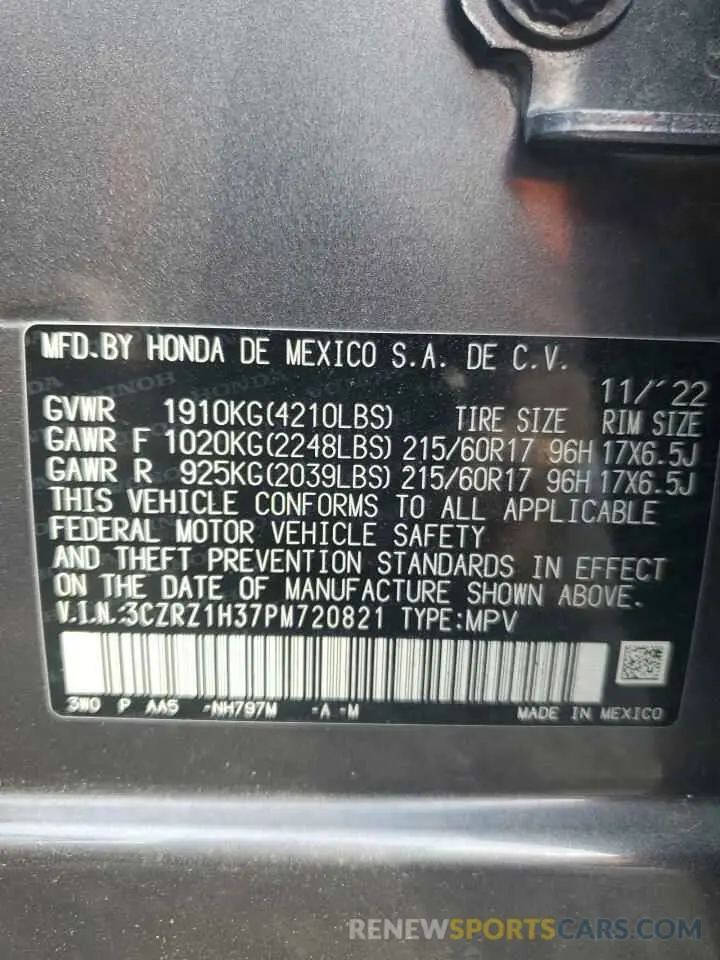 MFD.BY HONDA DE MEXICO S.A. DE C.V.
11/'22
GVWR 1910KG(4210LBS) TIRE SIZE RIM SIZE
GAWR F 1020KG(2248LBS) 215/60R17 96H 17X6.5J
GAWR R 925KG(2039LBS) 215/60R17 96H 17X6.5J
THIS VEHICLE CONFORMS TO ALL APPLICABLE
FEDERAL MOTOR VEHICLE SAFETY
AND THEFT PREVENTION STANDARDS IN EFFECT
ON THE DATE OF MANUFACTURE SHOWN ABOVE.
V.I.N.:3CZRZ1H37PM720821 TYPE:MPV
3W0 P AA5 -NH797M -A -M MADE IN MEXICO
RENEWSPORTSCARS.COM